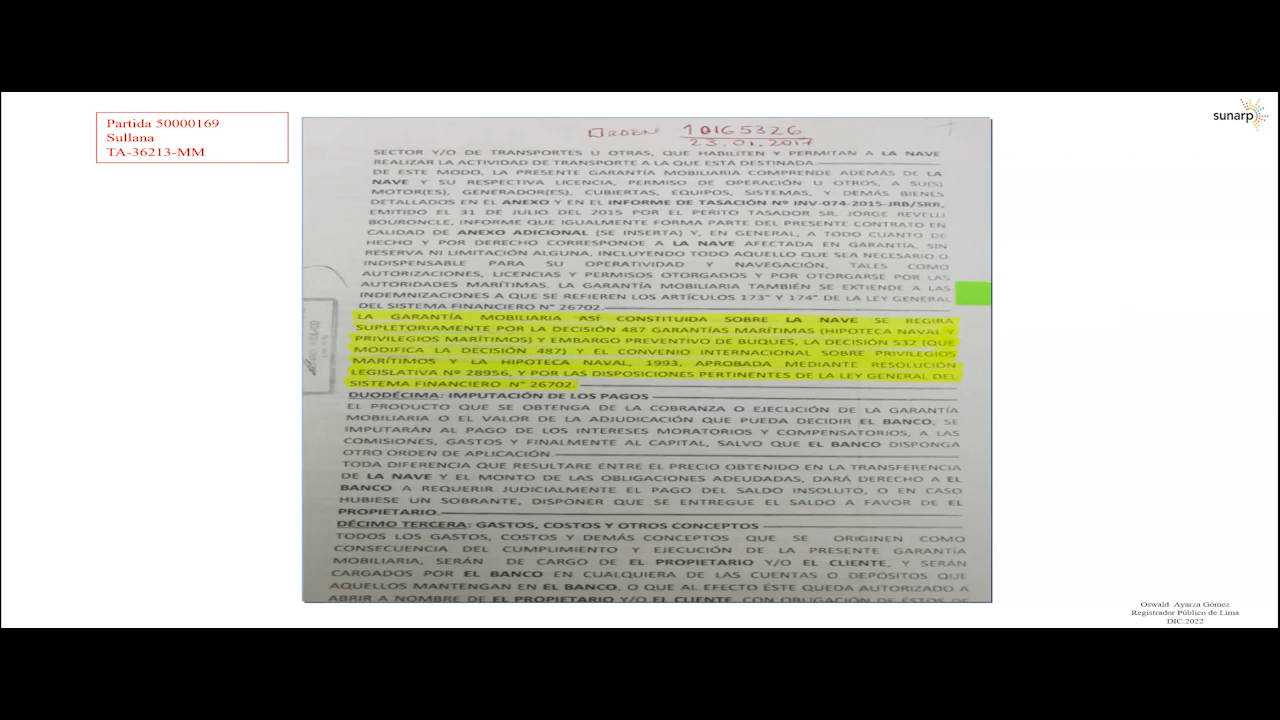 Partida 50000169
Sullana
TA-36213-MM
sunarp
ORDEN 10165326
23.01.2017
SECTOR Y/O DE TRANSPORTES U OTRAS, QUE HABILITEN Y PERMITAN A LA NAVE
REALIZAR LA ACTIVIDAD DE TRANSPORTE A LA QUE ESTÁ DESTINADA.
DE ESTE MODO, LA PRESENTE GARANTÍA MOBILIARIA COMPRENDE ADEMÁS DE LA
NAVE Y SU RESPECTIVA LICENCIA, PERMISO DE OPERACIÓN U OTROS, A SU(S)
MOTOR(ES), GENERADOR(ES), CUBIERTAS, EQUIPOS, SISTEMAS, Y DEMÁS BIENES
DETALLADOS EN EL ANEXO Y EN EL INFORME DE TASACIÓN Nº INV-074-2015-JRB/SRR,
EMITIDO EL 31 DE JULIO DEL 2015 POR EL PERITO TASADOR SR. JORGE REVELLI
BOURONCLE, INFORME QUE IGUALMENTE FORMA PARTE DEL PRESENTE CONTRATO EN
CALIDAD DE ANEXO ADICIONAL (SE INSERTA) Y, EN GENERAL, A TODO CUANTO DE
HECHO Y POR DERECHO CORRESPONDE A LA NAVE AFECTADA EN GARANTÍA, SIN
RESERVA NI LIMITACIÓN ALGUNA, INCLUYENDO TODO AQUELLO QUE SEA NECESARIO O
INDISPENSABLE PARA SU OPERATIVIDAD Y NAVEGACIÓN, TALES COMO
AUTORIZACIONES, LICENCIAS Y PERMISOS OTORGADOS Y POR OTORGARSE POR LAS
AUTORIDADES MARÍTIMAS. LA GARANTÍA MOBILIARIA TAMBIÉN SE EXTIENDE A LAS
INDEMNIZACIONES A QUE SE REFIEREN LOS ARTÍCULOS 173° Y 174° DE LA LEY GENERAL
DEL SISTEMA FINANCIERO N° 26702.
LA GARANTÍA MOBILIARIA ASÍ CONSTITUIDA SOBRE LA NAVE SE REGIRÁ
SUPLETORIAMENTE POR LA DECISIÓN 487 GARANTÍAS MARÍTIMAS (HIPOTECA NAVAL Y
PRIVILEGIOS MARÍTIMOS) Y EMBARGO PREVENTIVO DE BUQUES, LA DECISIÓN 532 (QUE
MODIFICA LA DECISIÓN 487) Y EL CONVENIO INTERNACIONAL SOBRE PRIVILEGIOS
MARÍTIMOS Y LA HIPOTECA NAVAL, 1993, APROBADA MEDIANTE RESOLUCIÓN
LEGISLATIVA Nº 28956, Y POR LAS DISPOSICIONES PERTINENTES DE LA LEY GENERAL DEL
SISTEMA FINANCIERO N° 26702.
DUODÉCIMA: IMPUTACIÓN DE LOS PAGOS
EL PRODUCTO QUE SE OBTENGA DE LA COBRANZA O EJECUCIÓN DE LA GARANTÍA
MOBILIARIA O EL VALOR DE LA ADJUDICACIÓN QUE PUEDA DECIDIR EL BANCO, SE
IMPUTARÁN AL PAGO DE LOS INTERESES MORATORIOS Y COMPENSATORIOS, A LAS
COMISIONES, GASTOS Y FINALMENTE AL CAPITAL, SALVO QUE EL BANCO DISPONGA
OTRO ORDEN DE APLICACIÓN.
TODA DIFERENCIA QUE RESULTARE ENTRE EL PRECIO OBTENIDO EN LA TRANSFERENCIA
DE LA NAVE Y EL MONTO DE LAS OBLIGACIONES ADEUDADAS, DARÁ DERECHO A EL
BANCO A REQUERIR JUDICIALMENTE EL PAGO DEL SALDO INSOLUTO, O EN CASO
HUBIESE UN SOBRANTE, DISPONER QUE SE ENTREGUE EL SALDO A FAVOR DE EL
PROPIETARIO.
DÉCIMO TERCERA: GASTOS, COSTOS Y OTROS CONCEPTOS
TODOS LOS GASTOS, COSTOS Y DEMÁS CONCEPTOS QUE SE ORIGINEN COMO
CONSECUENCIA DEL CUMPLIMIENTO Y EJECUCIÓN DE LA PRESENTE GARANTÍA
MOBILIARIA, SERÁN DE CARGO DE EL PROPIETARIO Y/O EL CLIENTE, Y SERÁN
CARGADOS POR EL BANCO EN CUALQUIERA DE LAS CUENTAS O DEPÓSITOS QUE
AQUELLOS MANTENGAN EN EL BANCO, O QUE AL EFECTO ÉSTE QUEDA AUTORIZADO A
ABRIR A NOMBRE DE EL PROPIETARIO Y/O EL CLIENTE, CON OBLIGACIÓN DE ÉSTOS DE
Oswald Ayarza Gómez
Registrador Público de Lima
DIC.2022